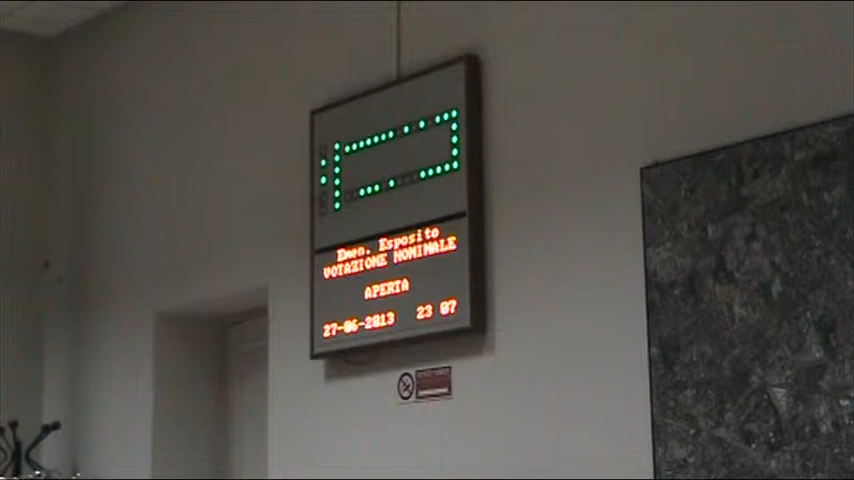 Emen. Esposito
VOTAZIONE NOMINALE
APERTA
27-06-2013 23 07